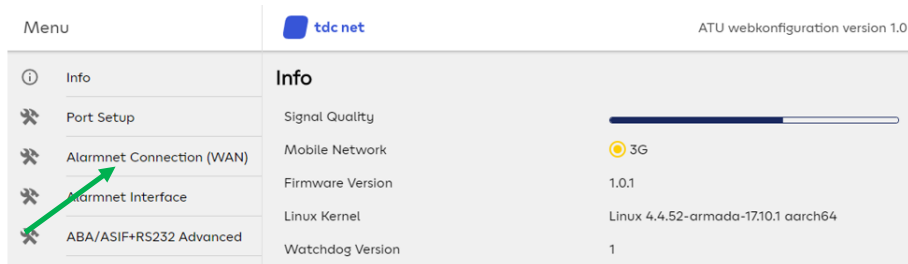 Menu
tdc net
ATU webkonfiguration version 1.0
Info
Port Setup
Alarmnet Connection (WAN)
Alarmnet Interface
ABA/ASIF+RS232 Advanced
Info
Signal Quality
Mobile Network 3G
Firmware Version 1.0.1
Linux Kernel Linux 4.4.52-armada-17.10.1 aarch64
Watchdog Version 1